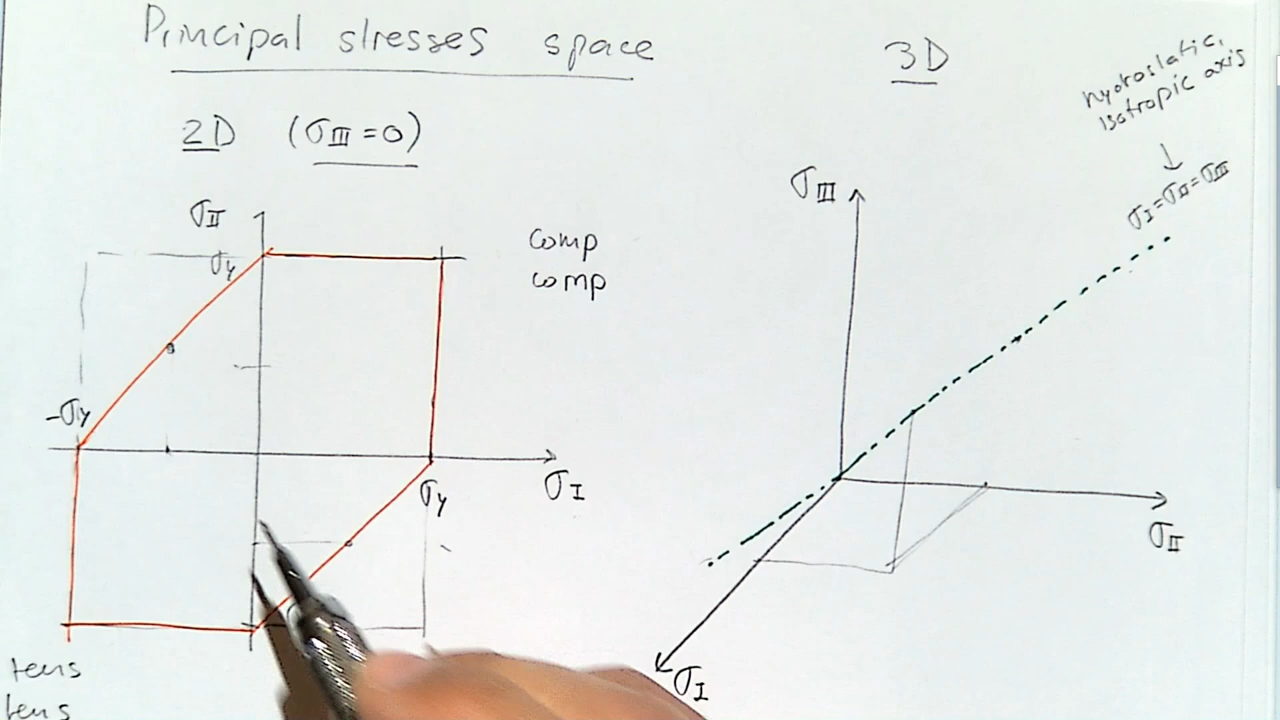 Principal stresses space
2D (σIII = 0)
σII
σy
-σy
σy
σI
comp
comp
tens
tens
3D
hydrostatic,
isotropic axis
↓
σI = σII = σIII
σIII
σII
σI